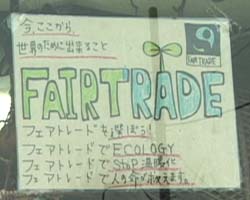 今、ここから、
世界のために出来ること
FAIRTRADE
FAIRTRADE
フェアトレードを選ぼう!
フェアトレードでECOLOGY
フェアトレードでSToP温暖化
フェアトレードで人の命が救えます。